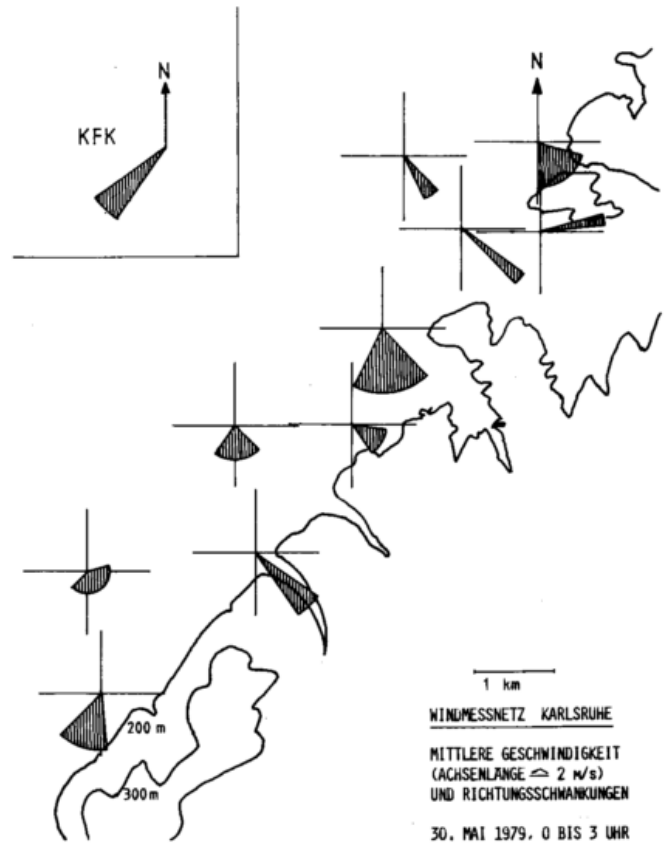 N
KFK
N
200 m
300 m
1 km
WINDMESSNETZ KARLSRUHE
MITTLERE GESCHWINDIGKEIT
(ACHSENLÄNGE ≙ 2 M/S)
UND RICHTUNGSSCHWANKUNGEN
30. MAI 1979, 0 BIS 3 UHR